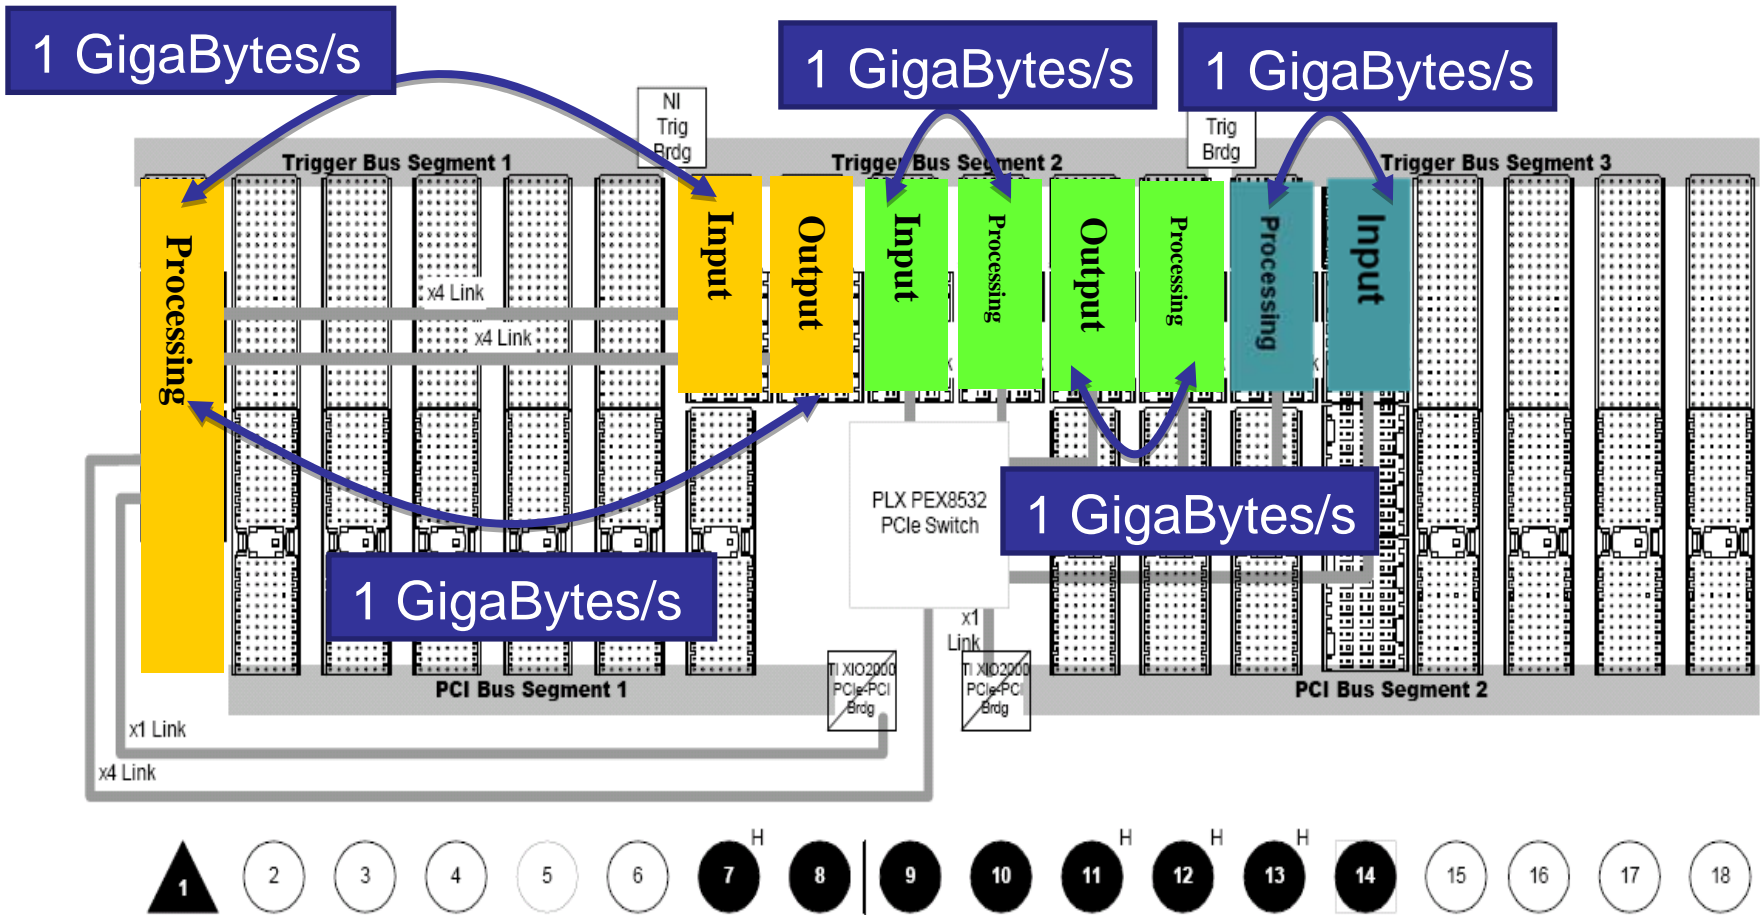 1 GigaBytes/s
1 GigaBytes/s
1 GigaBytes/s
NI
Trig
Brdg
Trig
Brdg
Trigger Bus Segment 1
Trigger Bus Segment 2
Trigger Bus Segment 3
Processing
Input
Output
Input
Processing
Output
Processing
Processing
Input
x4 Link
x4 Link
PLX PEX8532
PCIe Switch
1 GigaBytes/s
1 GigaBytes/s
x1
Link
TI XIO2000
PCIe-PCI
Brdg
TI XIO2000
PCIe-PCI
Brdg
PCI Bus Segment 1
PCI Bus Segment 2
x1 Link
x4 Link
H
H
H
H
1 2 3 4 5 6 7 8 9 10 11 12 13 14 15 16 17 18